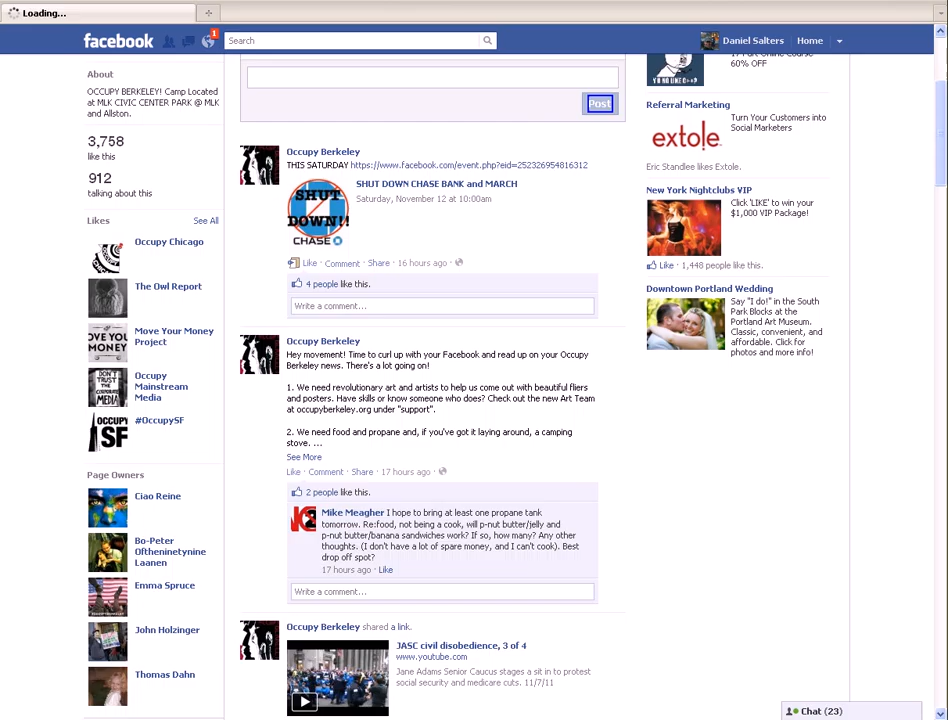 Loading...
facebook
1
Search
Daniel Salters
Home
About
OCCUPY BERKELEY! Camp Located
at MLK CIVIC CENTER PARK @ MLK
and Allston.
3,758
like this
912
talking about this
Likes
See All
Occupy Chicago
The Owl Report
MOVE YOUR
MONEY
Move Your Money
Project
DON'T
TRUST
THE
CORPORATE
MEDIA
Occupy
Mainstream
Media
OCCUPY
SF
#OccupySF
Page Owners
Ciao Reine
Bo-Peter
Oftheninetynine
Laanen
Emma Spruce
John Holzinger
Thomas Dahn
Post
Occupy Berkeley
THIS SATURDAY https://www.facebook.com/event.php?eid=252326954816312
SHUT
DOWN!!
CHASE
SHUT DOWN CHASE BANK and MARCH
Saturday, November 12 at 10:00am
Like · Comment · Share · 16 hours ago ·
4 people like this.
Write a comment...
Occupy Berkeley
Hey movement! Time to curl up with your Facebook and read up on your Occupy
Berkeley news. There's a lot going on!
1. We need revolutionary art and artists to help us come out with beautiful fliers
and posters. Have skills or know someone who does? Check out the new Art Team
at occupyberkeley.org under "support".
2. We need food and propane and, if you've got it laying around, a camping
stove. ...
See More
Like · Comment · Share · 17 hours ago ·
2 people like this.
Mike Meagher I hope to bring at least one propane tank
tomorrow. Re:food, not being a cook, will p-nut butter/jelly and
p-nut butter/banana sandwiches work? If so, how many? Any other
thoughts. (I don't have a lot of spare money, and I can't cook). Best
drop off spot?
17 hours ago · Like
Write a comment...
Occupy Berkeley shared a link.
JASC civil disobedience, 3 of 4
www.youtube.com
Jane Adams Senior Caucus stages a sit in to protest
social security and medicare cuts. 11/7/11
60% OFF
Y U NO LIKE
Referral Marketing
extole
Turn Your Customers into
Social Marketers
Eric Standlee likes Extole.
New York Nightclubs VIP
Click 'LIKE' to win your
$1,000 VIP Package!
Like · 1,448 people like this.
Downtown Portland Wedding
Say "I do!" in the South
Park Blocks at the
Portland Art Museum.
Classic, convenient, and
affordable. Click for
photos and more info!
Chat (23)